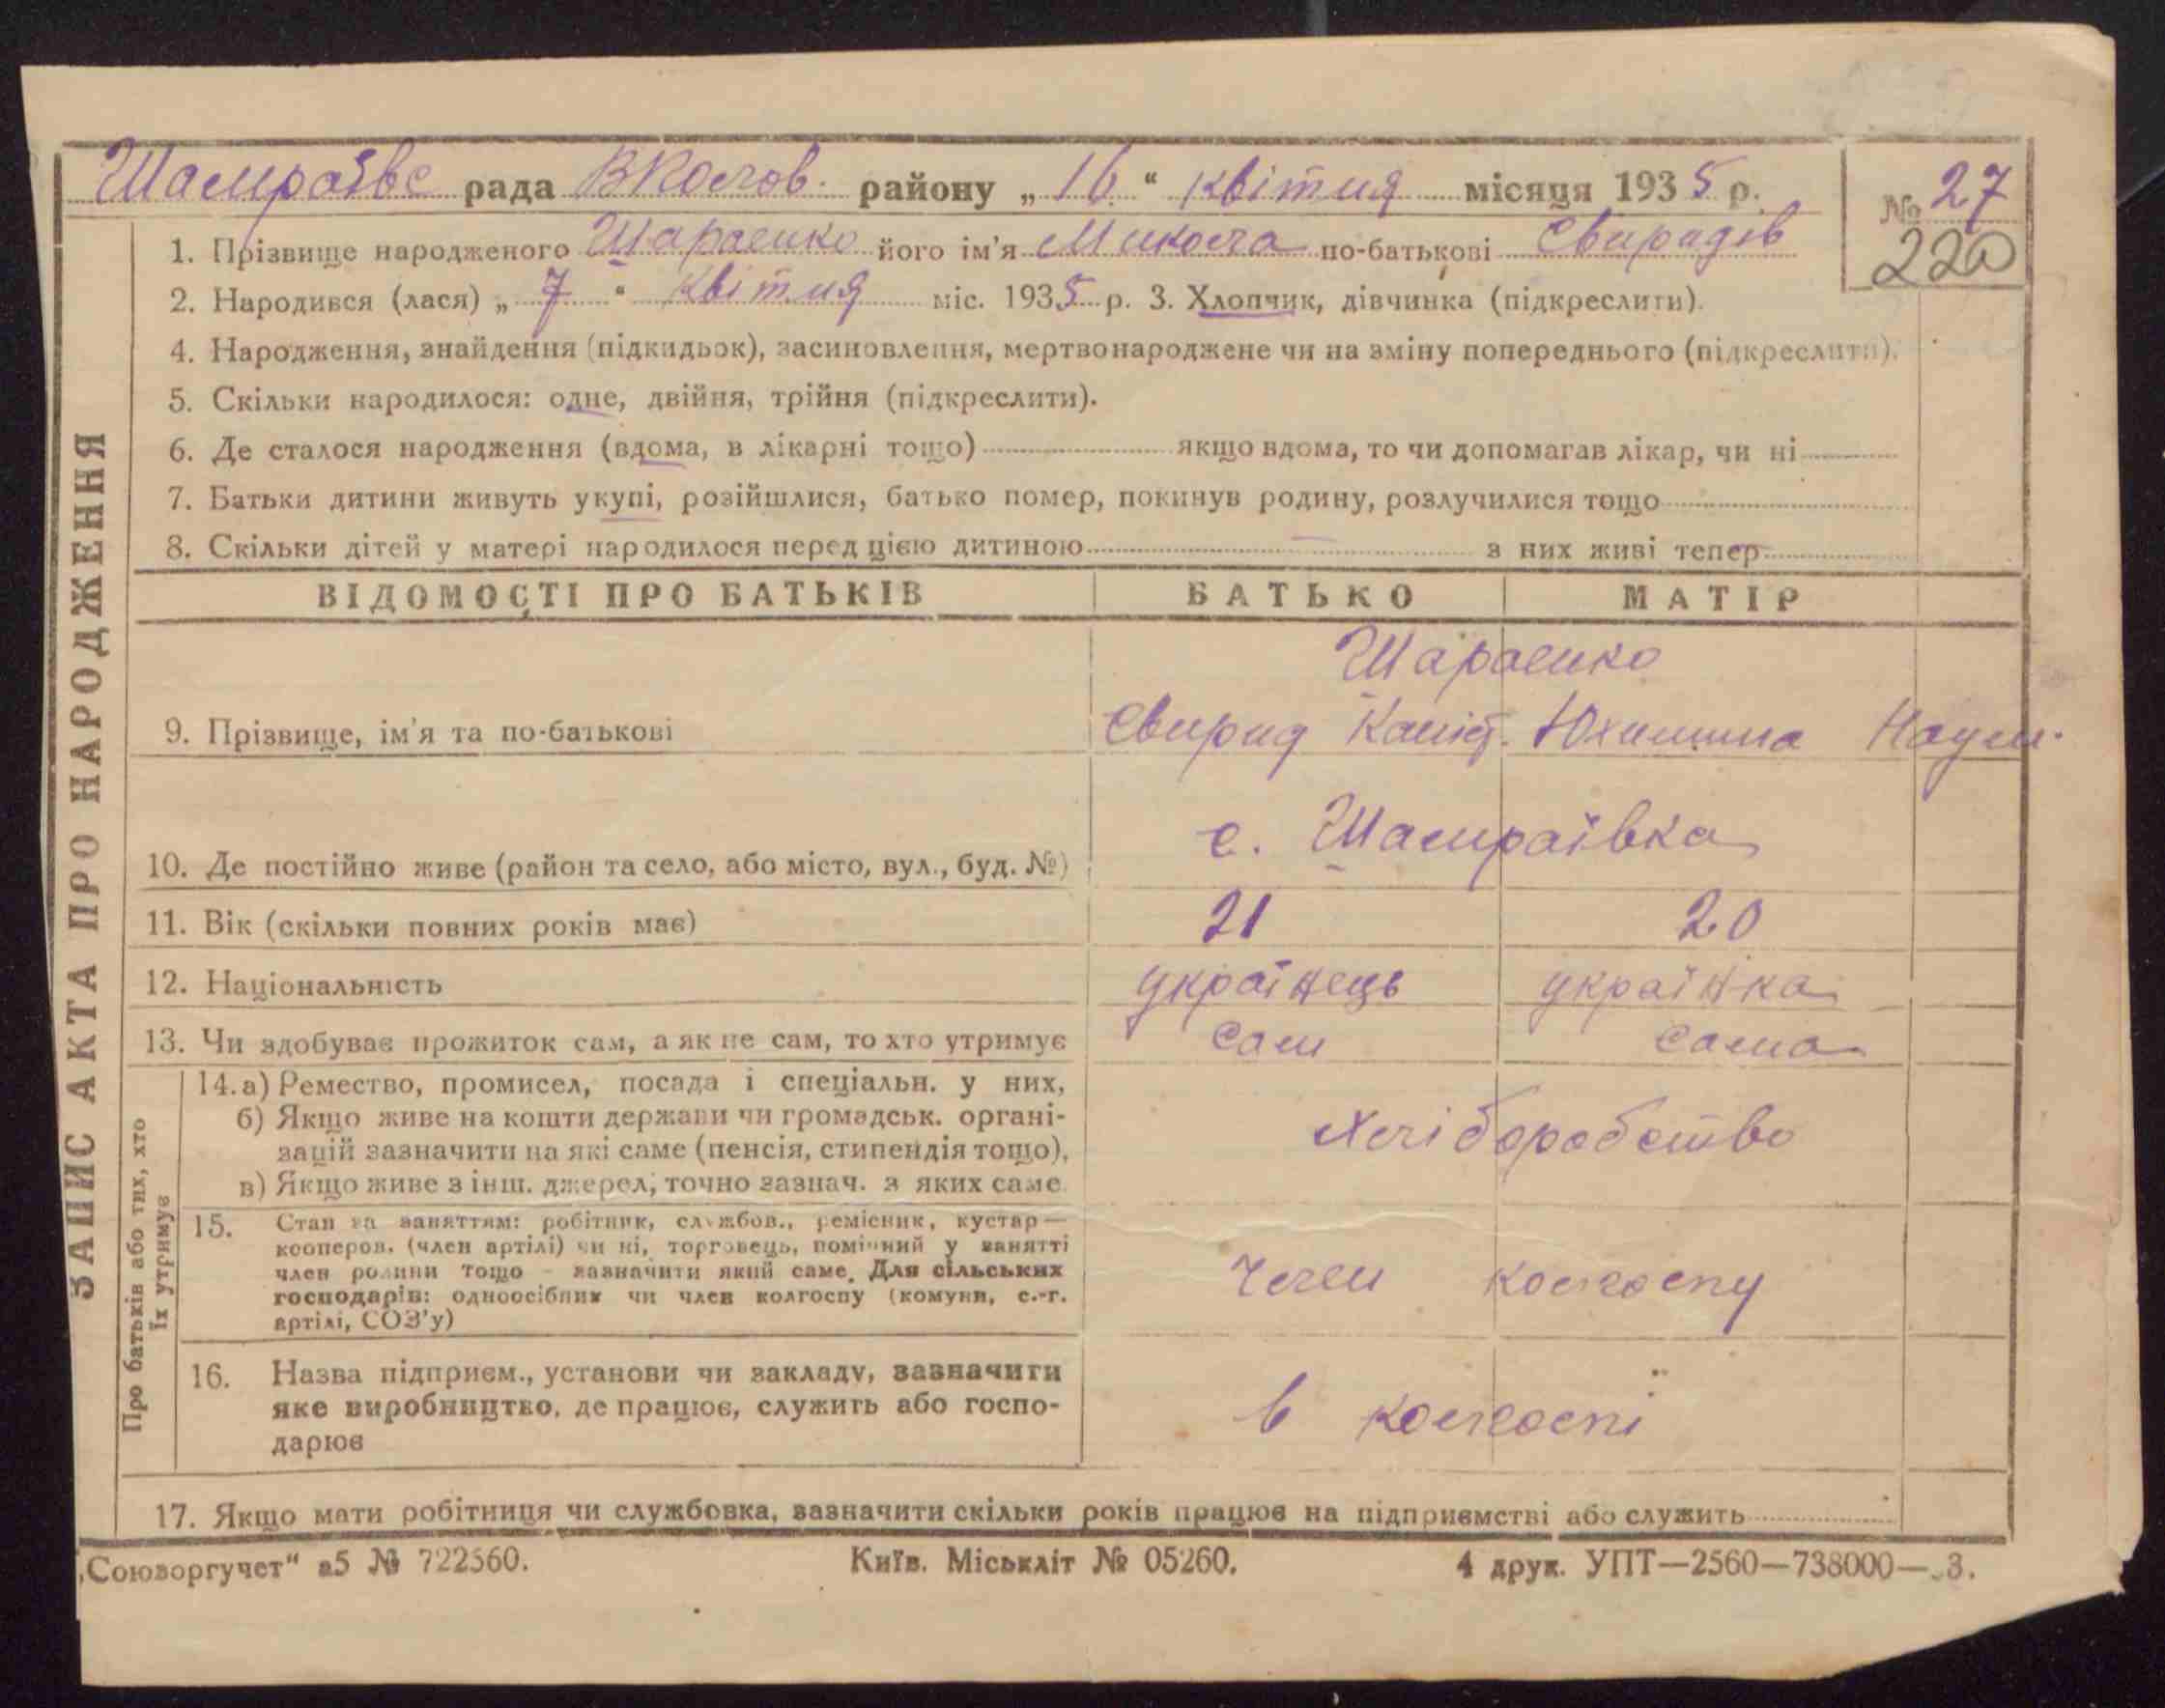 Шамраївс рада ВПолов. району „16“ квітня місяця 1935 р.
№ 27
220
1. Прізвище народженого Шараєнко його ім'я Микола по-батькові Свиридів
2. Народився (лася) „7“ квітня міс. 1935 р. 3. Хлопчик, дівчинка (підкреслити).
4. Народження, знайдення (підкидьок), засиновлення, мертвонароджене чи на зміну попереднього (підкреслити).
5. Скільки народилося: одне, двійня, трійня (підкреслити).
6. Де сталося народження (вдома, в лікарні тощо) якщо вдома, то чи допомагав лікар, чи ні
7. Батьки дитини живуть укупі, розійшлися, батько помер, покинув родину, розлучилися тощо
8. Скільки дітей у матері народилося перед цією дитиною — з них живі тепер
ЗАПИС АКТА ПРО НАРОДЖЕННЯ
ВІДОМОСТІ ПРО БАТЬКІВ БАТЬКО МАТІР
Шараєнко
9. Прізвище, ім'я та по-батькові Свирид Юхимина Наум.
10. Де постійно живе (район та село, або місто, вул., буд. №) с. Шамраївка
11. Вік (скільки повних років має) 21 20
12. Національність українець українка
13. Чи здобуває прожиток сам, а як не сам, то хто утримує сам сама
Про батьків або тих, хто
їх утримує
14. а) Ремество, промисел, посада і спеціальн. у них,
б) Якщо живе на кошти держави чи громадськ. органі-
зацій зазначити на які саме (пенсія, стипендія тощо),
в) Якщо живе з інш. джерел, точно зазнач. з яких саме
хліборобство
15. Стан за заняттям: робітник, службов., ремісник, кустар—
кооперов. (член артілі) чи ні, торговець, помічний у занятті
член родини тощо - зазначити який саме. Для сільських
господарів: одноосібник чи член колгоспу (комуни, с.-г.
артілі, СОЗ'у)
член колгоспу
16. Назва підприєм., установи чи закладу, зазначити
яке виробництво, де працює, служить або госпо-
дарює
в колгоспі
17. Якщо мати робітниця чи службовка, зазначити скільки років працює на підприємстві або служить
„Союзоргучет“ а5 № 722560. Київ. Міськліт № 05260. 4 друк. УПТ—2560—738000—3.